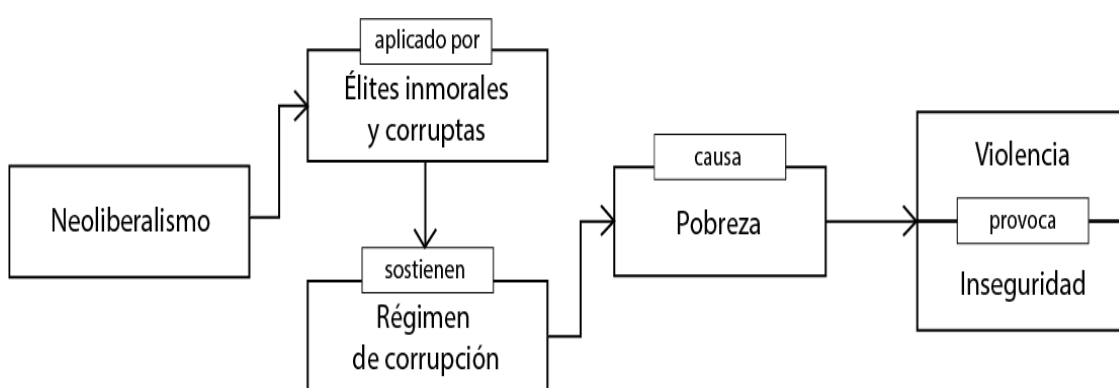 Neoliberalismo
aplicado por
Élites inmorales
y corruptas
sostienen
Régimen
de corrupción
causa
Pobreza
Violencia
provoca
Inseguridad